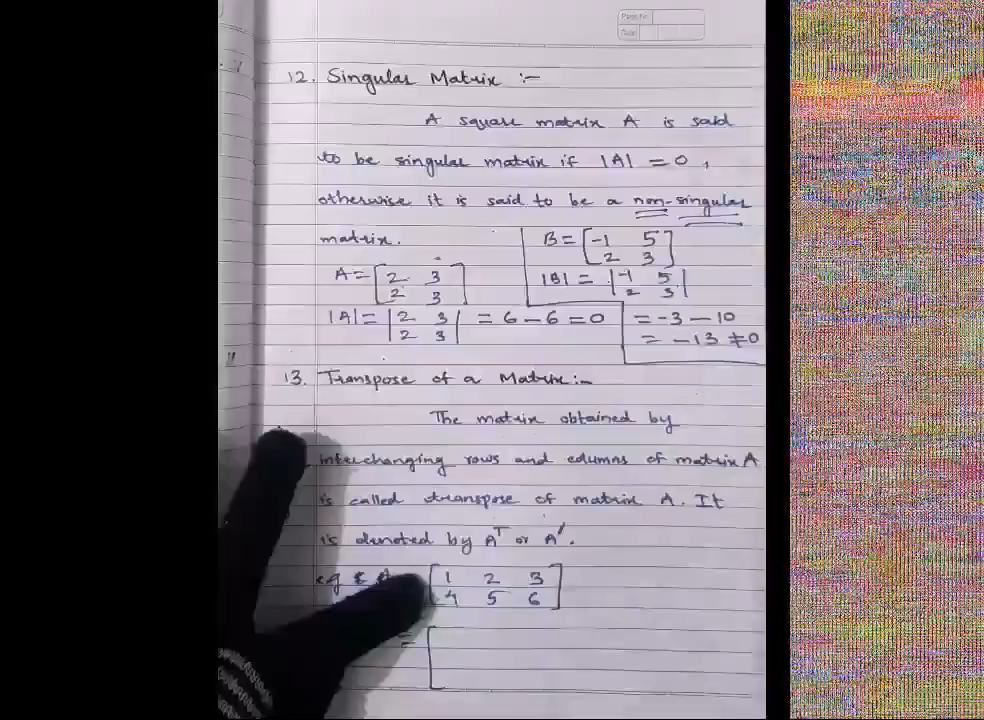 Page No.
Date
12. Singular Matrix :-
A square matrix A is said
to be singular matrix if |A| = 0,
otherwise it is said to be a non-singular
matrix.
A = [2 3
2 3]
|A| = |2 3
2 3| = 6 - 6 = 0
B = [-1 5
2 3]
|B| = |-1 5
2 3|
= -3 - 10
= -13 ≠ 0
13. Transpose of a Matrix :-
The matrix obtained by
interchanging rows and columns of matrix A
is called transpose of matrix A. It
is denoted by Aᵀ or A'.
eg [1 2 3
4 5 6]
= [